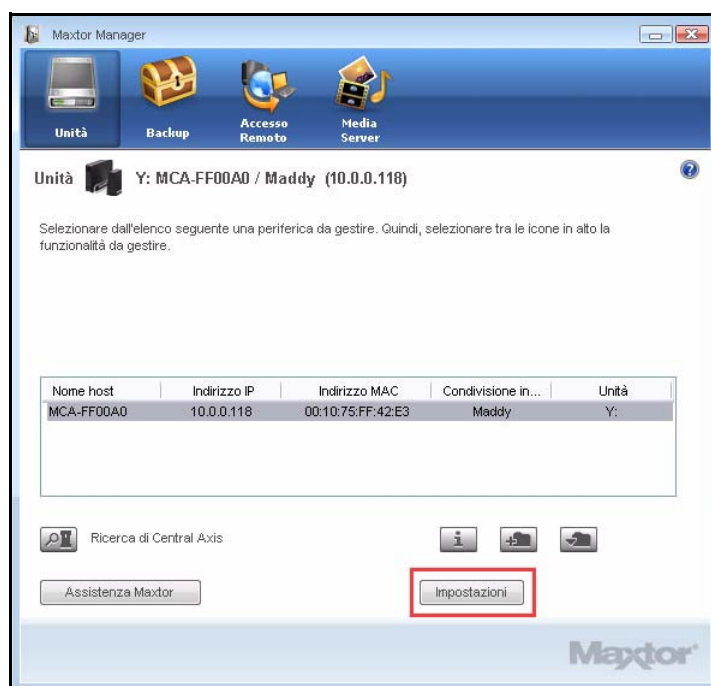 Maxtor Manager
Unità
Backup
Accesso
Remoto
Media
Server
Unità Y: MCA-FF00A0 / Maddy (10.0.0.118)
Selezionare dall'elenco seguente una periferica da gestire. Quindi, selezionare tra le icone in alto la
funzionalità da gestire.
Nome host Indirizzo IP Indirizzo MAC Condivisione in... Unità
MCA-FF00A0 10.0.0.118 00:10:75:FF:42:E3 Maddy Y:
Ricerca di Central Axis
Assistenza Maxtor Impostazioni
Maxtor